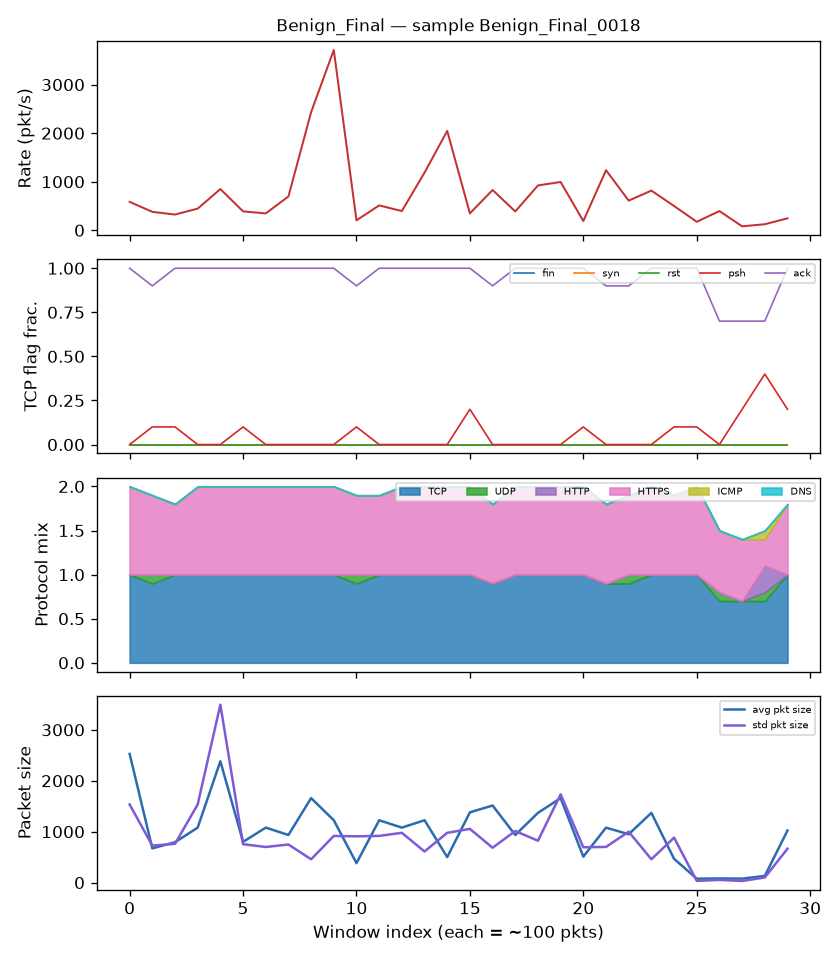 Benign_Final — sample Benign_Final_0018
Rate (pkt/s)
3000
2000
1000
0
TCP flag frac.
1.00
0.75
0.50
0.25
0.00
fin syn rst psh ack
Protocol mix
2.0
1.5
1.0
0.5
0.0
TCP UDP HTTP HTTPS ICMP DNS
Packet size
3000
2000
1000
0
avg pkt size
std pkt size
0 5 10 15 20 25 30
Window index (each = ~100 pkts)